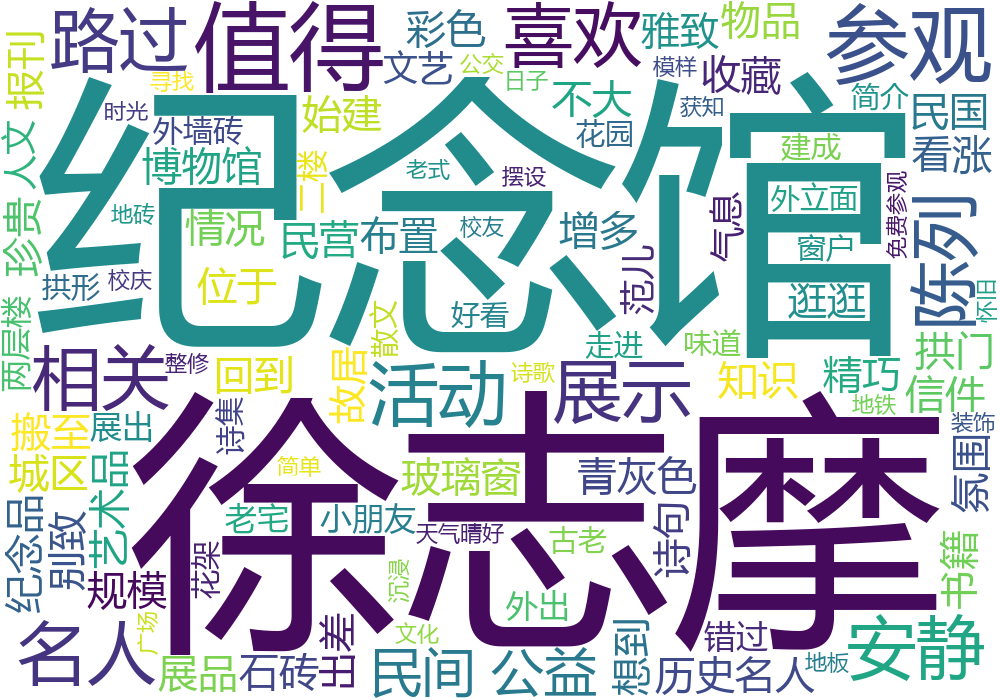 路过
值得
彩色
喜欢
雅致
物品
参观
文艺
公交
寻找
日子
模样
收藏
报刊
时光
外墙砖
始建
不大
获知
简介
民国
花园
建成
看涨
博物馆
纪念馆
人文
二楼
老式
摆设
外立面
免费参观
珍贵
地砖
情况
民营
布置
校友
增多
气息
窗户
陈列
拱形
校庆
位于
好看
范儿
逛逛
怀旧
两层楼
散文
走进
味道
拱门
相关
整修
回到
故居
活动
诗歌
展示
知识
精巧
信件
地铁
搬至
展出
诗集
装饰
城区
艺术品
简单
玻璃窗
青灰色
氛围
徐志摩
纪念品
别致
老宅
小朋友
天气晴好
古老
诗句
书籍
规模
花架
沉浸
外出
名人
广场
出差
文化
想到
错过
安静
展品
石砖
民间
公益
历史名人
地板